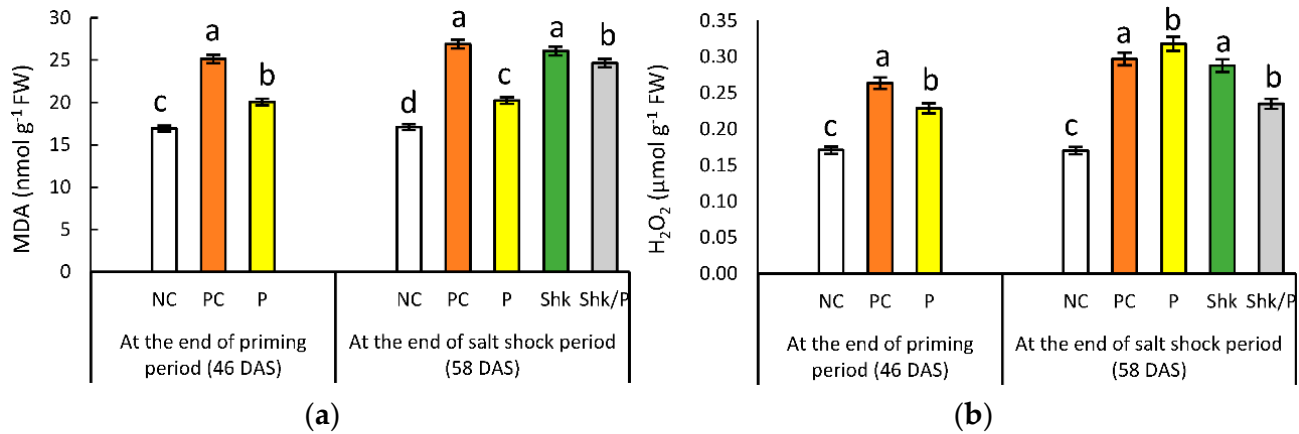 MDA (nmol g⁻¹ FW)
30
25
20
15
10
5
0
c
a
b
d
a
c
a
b
NC PC P NC PC P Shk Shk/P
At the end of priming
period (46 DAS)
At the end of salt shock period
(58 DAS)
(a)
H₂O₂ (μmol g⁻¹ FW)
0.35
0.30
0.25
0.20
0.15
0.10
0.05
0.00
c
a
b
c
a
b
a
b
NC PC P NC PC P Shk Shk/P
At the end of priming
period (46 DAS)
At the end of salt shock period
(58 DAS)
(b)